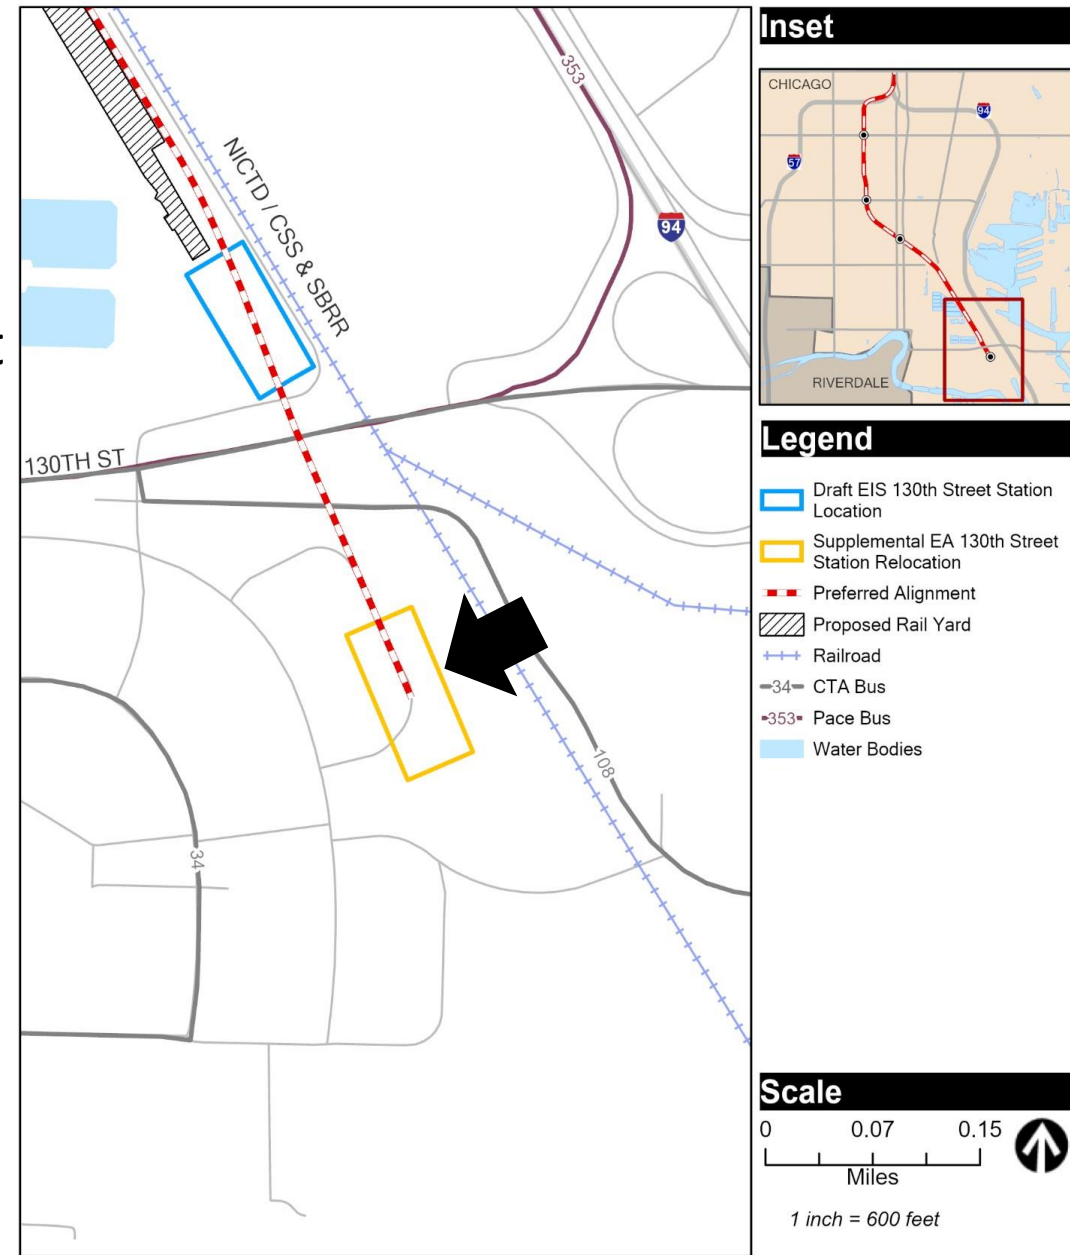 353
NICTD / CSS & SBRR
94
130TH ST
108
34
Inset
CHICAGO
94
57
RIVERDALE
Legend
Draft EIS 130th Street Station
Location
Supplemental EA 130th Street
Station Relocation
Preferred Alignment
Proposed Rail Yard
Railroad
34 CTA Bus
353 Pace Bus
Water Bodies
Scale
0 0.07 0.15
Miles
1 inch = 600 feet